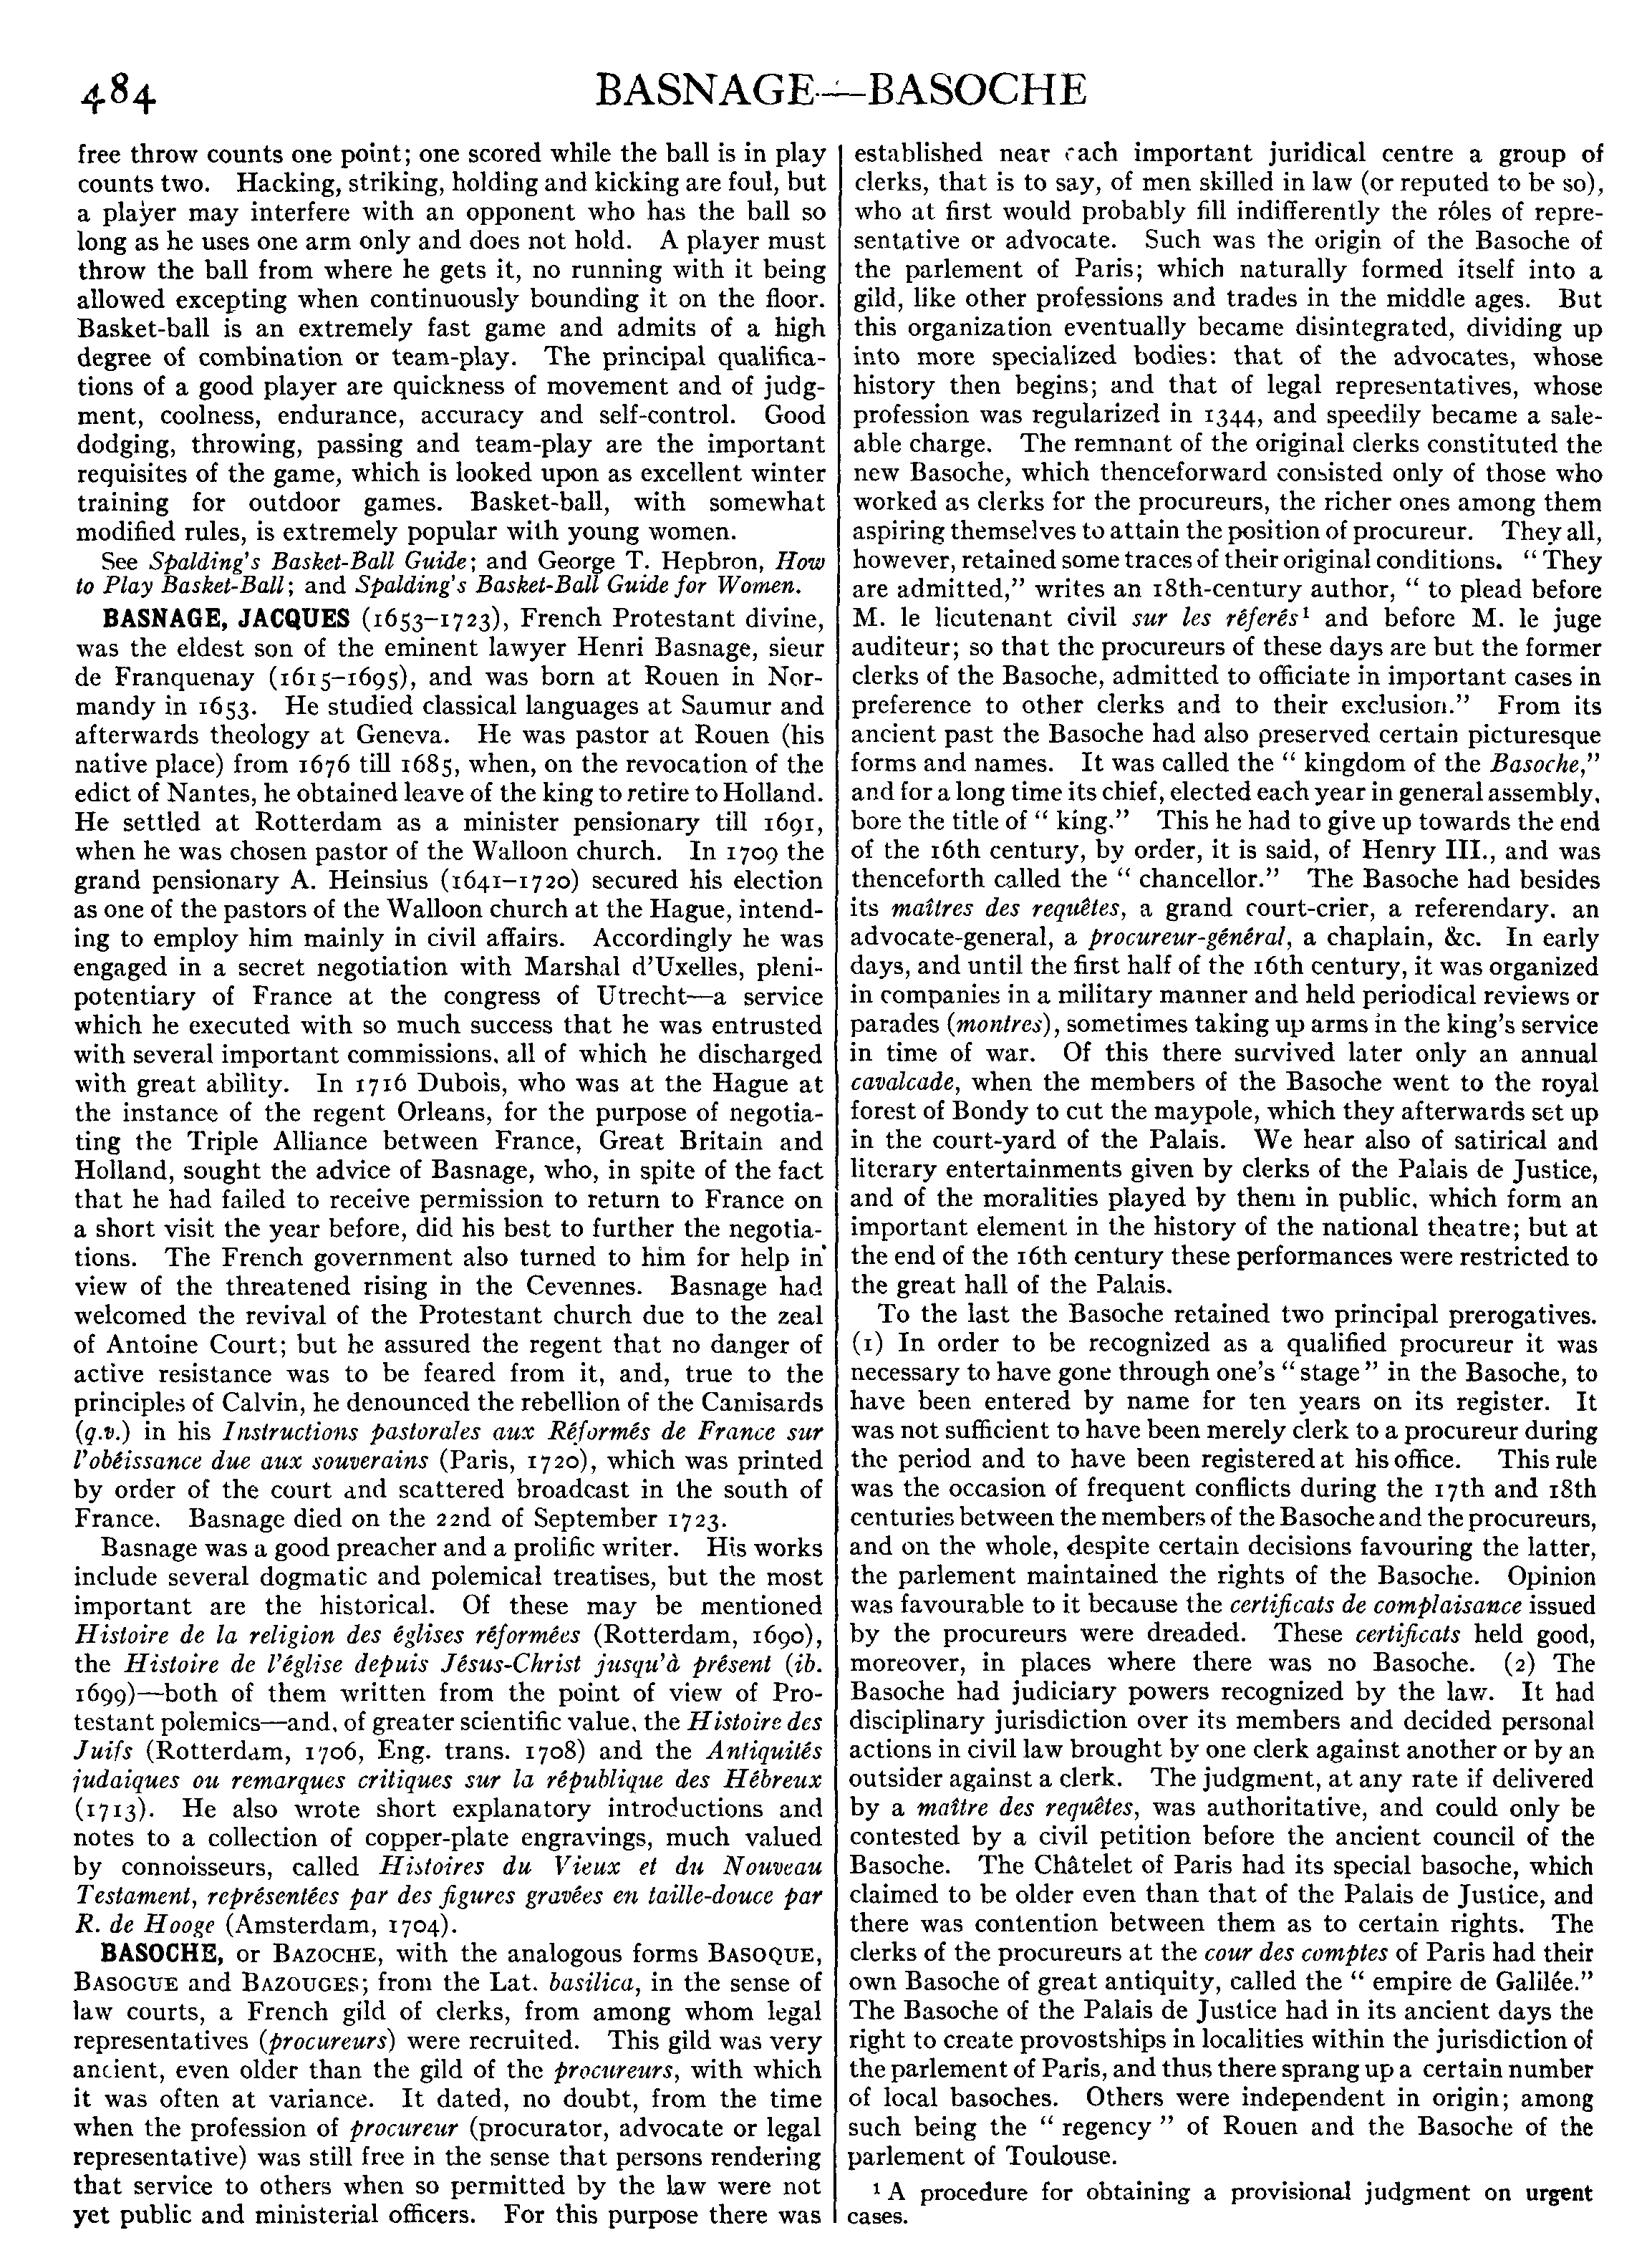 484
BASNAGE—BASOCHE
free throw counts one point; one scored while the ball is in play
counts two. Hacking, striking, holding and kicking are foul, but
a player may interfere with an opponent who has the ball so
long as he uses one arm only and does not hold. A player must
throw the ball from where he gets it, no running with it being
allowed excepting when continuously bounding it on the floor.
Basket-ball is an extremely fast game and admits of a high
degree of combination or team-play. The principal qualifica-
tions of a good player are quickness of movement and of judg-
ment, coolness, endurance, accuracy and self-control. Good
dodging, throwing, passing and team-play are the important
requisites of the game, which is looked upon as excellent winter
training for outdoor games. Basket-ball, with somewhat
modified rules, is extremely popular with young women.
See Spalding's Basket-Ball Guide; and George T. Hepbron, How
to Play Basket-Ball; and Spalding's Basket-Ball Guide for Women.
BASNAGE, JACQUES (1653–1723), French Protestant divine,
was the eldest son of the eminent lawyer Henri Basnage, sieur
de Franquenay (1615–1695), and was born at Rouen in Nor-
mandy in 1653. He studied classical languages at Saumur and
afterwards theology at Geneva. He was pastor at Rouen (his
native place) from 1676 till 1685, when, on the revocation of the
edict of Nantes, he obtained leave of the king to retire to Holland.
He settled at Rotterdam as a minister pensionary till 1691,
when he was chosen pastor of the Walloon church. In 1709 the
grand pensionary A. Heinsius (1641–1720) secured his election
as one of the pastors of the Walloon church at the Hague, intend-
ing to employ him mainly in civil affairs. Accordingly he was
engaged in a secret negotiation with Marshal d'Uxelles, pleni-
potentiary of France at the congress of Utrecht—a service
which he executed with so much success that he was entrusted
with several important commissions, all of which he discharged
with great ability. In 1716 Dubois, who was at the Hague at
the instance of the regent Orleans, for the purpose of negotia-
ting the Triple Alliance between France, Great Britain and
Holland, sought the advice of Basnage, who, in spite of the fact
that he had failed to receive permission to return to France on
a short visit the year before, did his best to further the negotia-
tions. The French government also turned to him for help in
view of the threatened rising in the Cevennes. Basnage had
welcomed the revival of the Protestant church due to the zeal
of Antoine Court; but he assured the regent that no danger of
active resistance was to be feared from it, and, true to the
principles of Calvin, he denounced the rebellion of the Camisards
(q.v.) in his Instructions pastorales aux Réformés de France sur
l'obéissance due aux souverains (Paris, 1720), which was printed
by order of the court and scattered broadcast in the south of
France. Basnage died on the 22nd of September 1723.
Basnage was a good preacher and a prolific writer. His works
include several dogmatic and polemical treatises, but the most
important are the historical. Of these may be mentioned
Histoire de la religion des églises réformées (Rotterdam, 1690),
the Histoire de l'église depuis Jésus-Christ jusqu'à présent (ib.
1699)—both of them written from the point of view of Pro-
testant polemics—and, of greater scientific value, the Histoire des
Juifs (Rotterdam, 1706, Eng. trans. 1708) and the Antiquités
judaiques ou remarques critiques sur la république des Hébreux
(1713). He also wrote short explanatory introductions and
notes to a collection of copper-plate engravings, much valued
by connoisseurs, called Histoires du Vieux et du Nouveau
Testament, représentées par des figures gravées en taille-douce par
R. de Hooge (Amsterdam, 1704).
BASOCHE, or BAZOCHE, with the analogous forms BASOQUE,
BASOGUE and BAZOUGES; from the Lat. basilica, in the sense of
law courts, a French gild of clerks, from among whom legal
representatives (procureurs) were recruited. This gild was very
ancient, even older than the gild of the procureurs, with which
it was often at variance. It dated, no doubt, from the time
when the profession of procureur (procurator, advocate or legal
representative) was still free in the sense that persons rendering
that service to others when so permitted by the law were not
yet public and ministerial officers. For this purpose there was
established near each important juridical centre a group of
clerks, that is to say, of men skilled in law (or reputed to be so),
who at first would probably fill indifferently the rôles of repre-
sentative or advocate. Such was the origin of the Basoche of
the parlement of Paris; which naturally formed itself into a
gild, like other professions and trades in the middle ages. But
this organization eventually became disintegrated, dividing up
into more specialized bodies: that of the advocates, whose
history then begins; and that of legal representatives, whose
profession was regularized in 1344, and speedily became a sale-
able charge. The remnant of the original clerks constituted the
new Basoche, which thenceforward consisted only of those who
worked as clerks for the procureurs, the richer ones among them
aspiring themselves to attain the position of procureur. They all,
however, retained some traces of their original conditions. "They
are admitted," writes an 18th-century author, "to plead before
M. le lieutenant civil sur les référés¹ and before M. le juge
auditeur; so that the procureurs of these days are but the former
clerks of the Basoche, admitted to officiate in important cases in
preference to other clerks and to their exclusion." From its
ancient past the Basoche had also preserved certain picturesque
forms and names. It was called the "kingdom of the Basoche,"
and for a long time its chief, elected each year in general assembly,
bore the title of "king." This he had to give up towards the end
of the 16th century, by order, it is said, of Henry III., and was
thenceforth called the "chancellor." The Basoche had besides
its maîtres des requêtes, a grand court-crier, a referendary, an
advocate-general, a procureur-général, a chaplain, &c. In early
days, and until the first half of the 16th century, it was organized
in companies in a military manner and held periodical reviews or
parades (montres), sometimes taking up arms in the king's service
in time of war. Of this there survived later only an annual
cavalcade, when the members of the Basoche went to the royal
forest of Bondy to cut the maypole, which they afterwards set up
in the court-yard of the Palais. We hear also of satirical and
literary entertainments given by clerks of the Palais de Justice,
and of the moralities played by them in public, which form an
important element in the history of the national theatre; but at
the end of the 16th century these performances were restricted to
the great hall of the Palais.
To the last the Basoche retained two principal prerogatives.
(1) In order to be recognized as a qualified procureur it was
necessary to have gone through one's "stage" in the Basoche, to
have been entered by name for ten years on its register. It
was not sufficient to have been merely clerk to a procureur during
the period and to have been registered at his office. This rule
was the occasion of frequent conflicts during the 17th and 18th
centuries between the members of the Basoche and the procureurs,
and on the whole, despite certain decisions favouring the latter,
the parlement maintained the rights of the Basoche. Opinion
was favourable to it because the certificats de complaisance issued
by the procureurs were dreaded. These certificats held good,
moreover, in places where there was no Basoche. (2) The
Basoche had judiciary powers recognized by the law. It had
disciplinary jurisdiction over its members and decided personal
actions in civil law brought by one clerk against another or by an
outsider against a clerk. The judgment, at any rate if delivered
by a maître des requêtes, was authoritative, and could only be
contested by a civil petition before the ancient council of the
Basoche. The Châtelet of Paris had its special basoche, which
claimed to be older even than that of the Palais de Justice, and
there was contention between them as to certain rights. The
clerks of the procureurs at the cour des comptes of Paris had their
own Basoche of great antiquity, called the "empire de Galilée."
The Basoche of the Palais de Justice had in its ancient days the
right to create provostships in localities within the jurisdiction of
the parlement of Paris, and thus there sprang up a certain number
of local basoches. Others were independent in origin; among
such being the "regency" of Rouen and the Basoche of the
parlement of Toulouse.
¹ A procedure for obtaining a provisional judgment on urgent
cases.